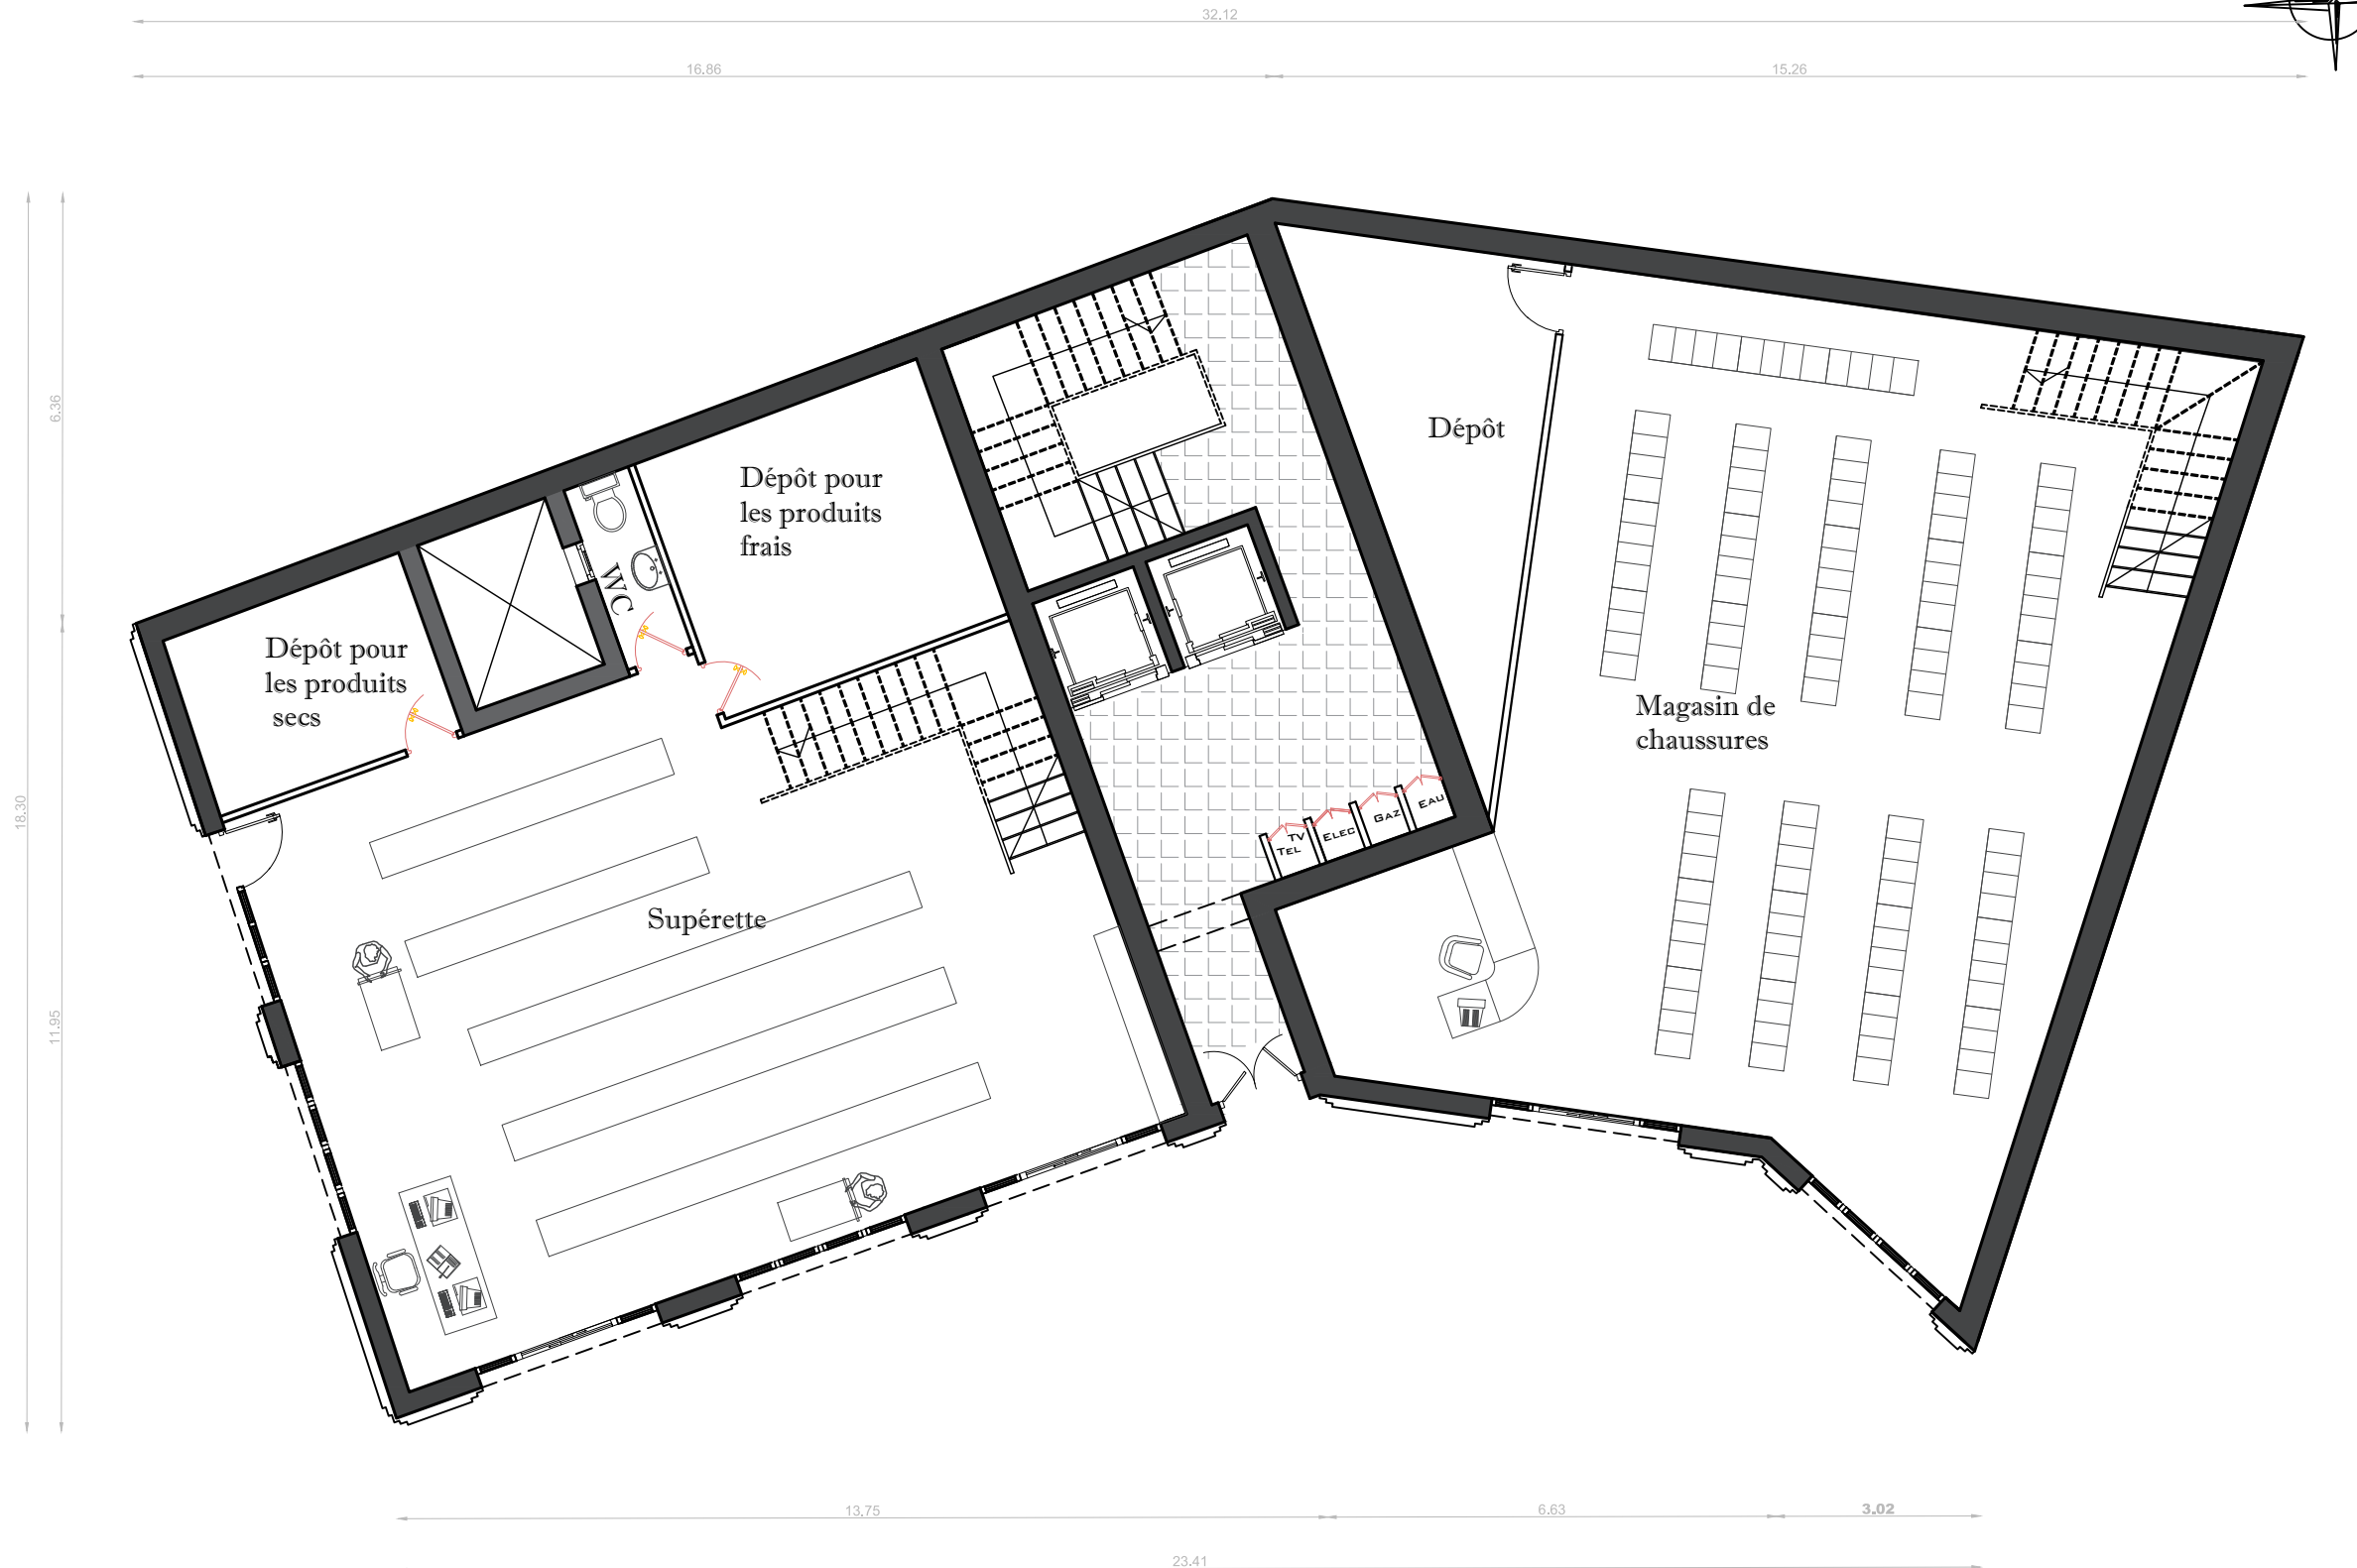 32.12
16.86
15.26
6.36
18.30
11.95
Dépôt pour
les produits
frais
Dépôt
WC
Dépôt pour
les produits
secs
Magasin de
chaussures
TV
TEL
ELEC
GAZ
EAU
Supérette
13.75
6.63
3.02
23.41